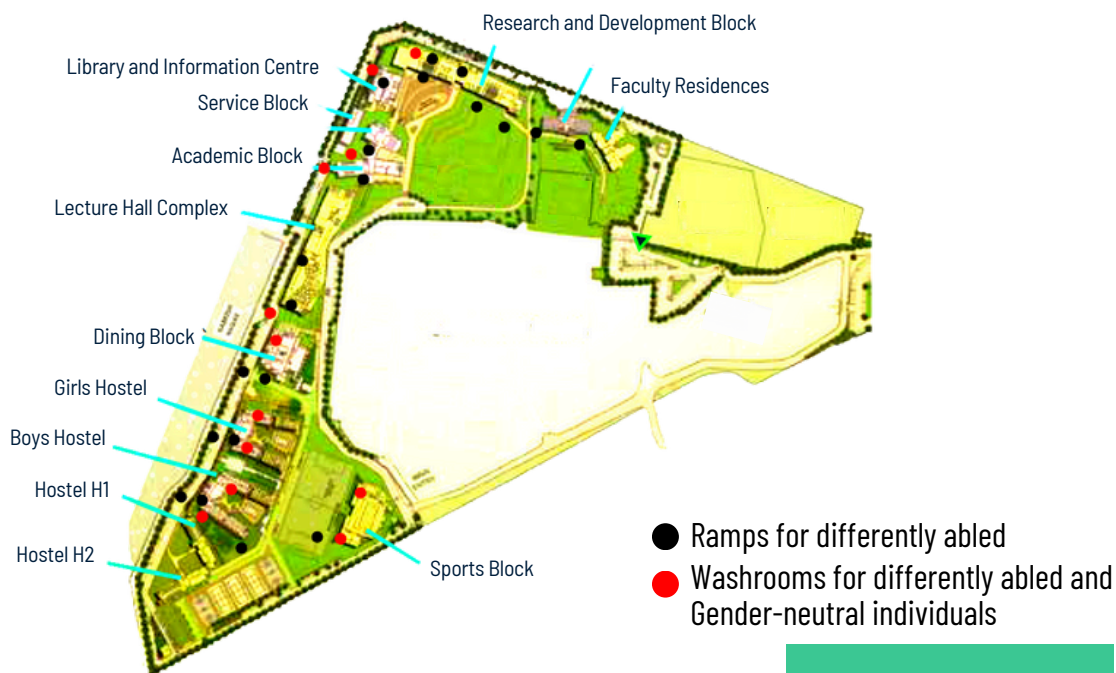 Research and Development Block
Library and Information Centre
Faculty Residences
Service Block
Academic Block
Lecture Hall Complex
Dining Block
Girls Hostel
Boys Hostel
Hostel H1
Hostel H2
Sports Block
ENTRY
Ramps for differently abled
Washrooms for differently abled and
Gender-neutral individuals